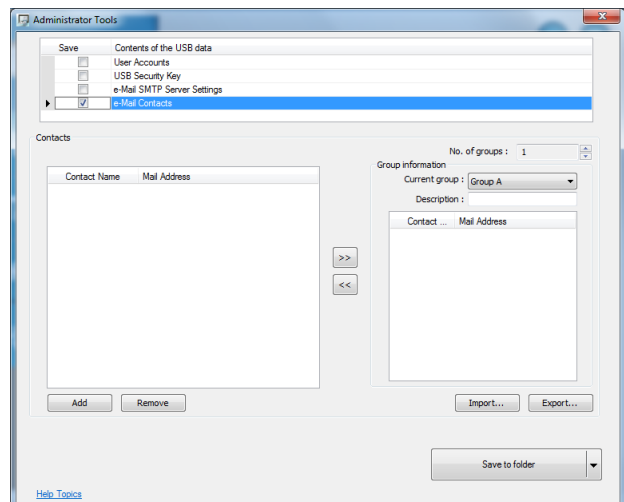 Administrator Tools
Save Contents of the USB data
User Accounts
USB Security Key
e-Mail SMTP Server Settings
e-Mail Contacts
Contacts
No. of groups : 1
Group information
Current group : Group A
Description :
Contact Name Mail Address
Contact ... Mail Address
>>
<<
Add Remove Import... Export...
Save to folder
Help Topics